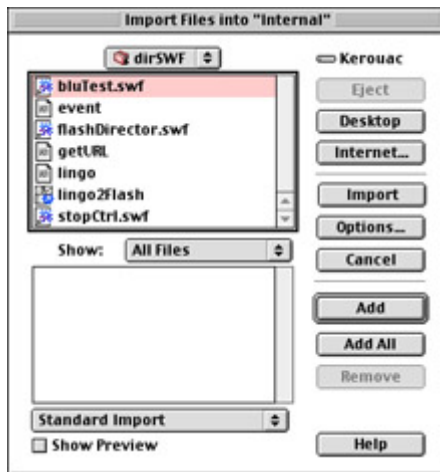 Import Files into "Internal"
dirSWF
Kerouac
bluTest.swf
event
flashDirector.swf
getURL
lingo
lingo2Flash
stopCtrl.swf
Eject
Desktop
Internet...
Import
Options...
Cancel
Show: All Files
Add
Add All
Remove
Standard Import
Show Preview
Help